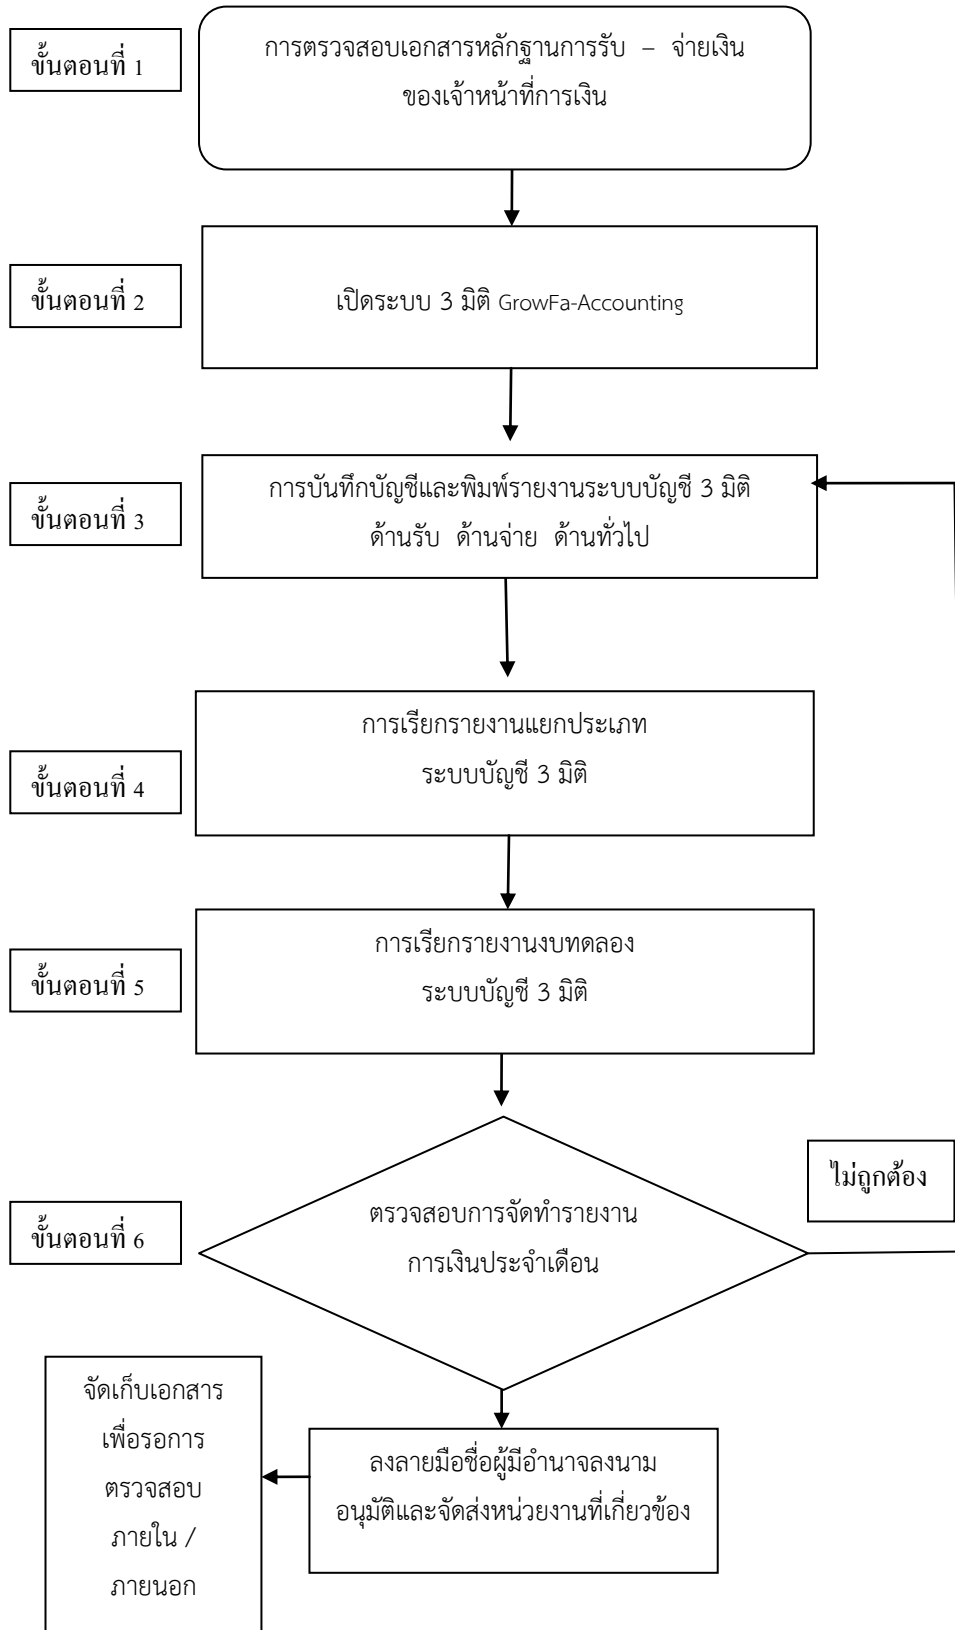 ขั้นตอนที่ 1
การตรวจสอบเอกสารหลักฐานการรับ – จ่ายเงิน
ของเจ้าหน้าที่การเงิน
ขั้นตอนที่ 2
เปิดระบบ 3 มิติ GrowFa-Accounting
ขั้นตอนที่ 3
การบันทึกบัญชีและพิมพ์รายงานระบบบัญชี 3 มิติ
ด้านรับ ด้านจ่าย ด้านทั่วไป
ขั้นตอนที่ 4
การเรียกรายงานแยกประเภท
ระบบบัญชี 3 มิติ
ขั้นตอนที่ 5
การเรียกรายงานงบทดลอง
ระบบบัญชี 3 มิติ
ขั้นตอนที่ 6
ตรวจสอบการจัดทำรายงาน
การเงินประจำเดือน
ไม่ถูกต้อง
ลงลายมือชื่อผู้มีอำนาจลงนาม
อนุมัติและจัดส่งหน่วยงานที่เกี่ยวข้อง
จัดเก็บเอกสาร
เพื่อรอการ
ตรวจสอบ
ภายใน /
ภายนอก